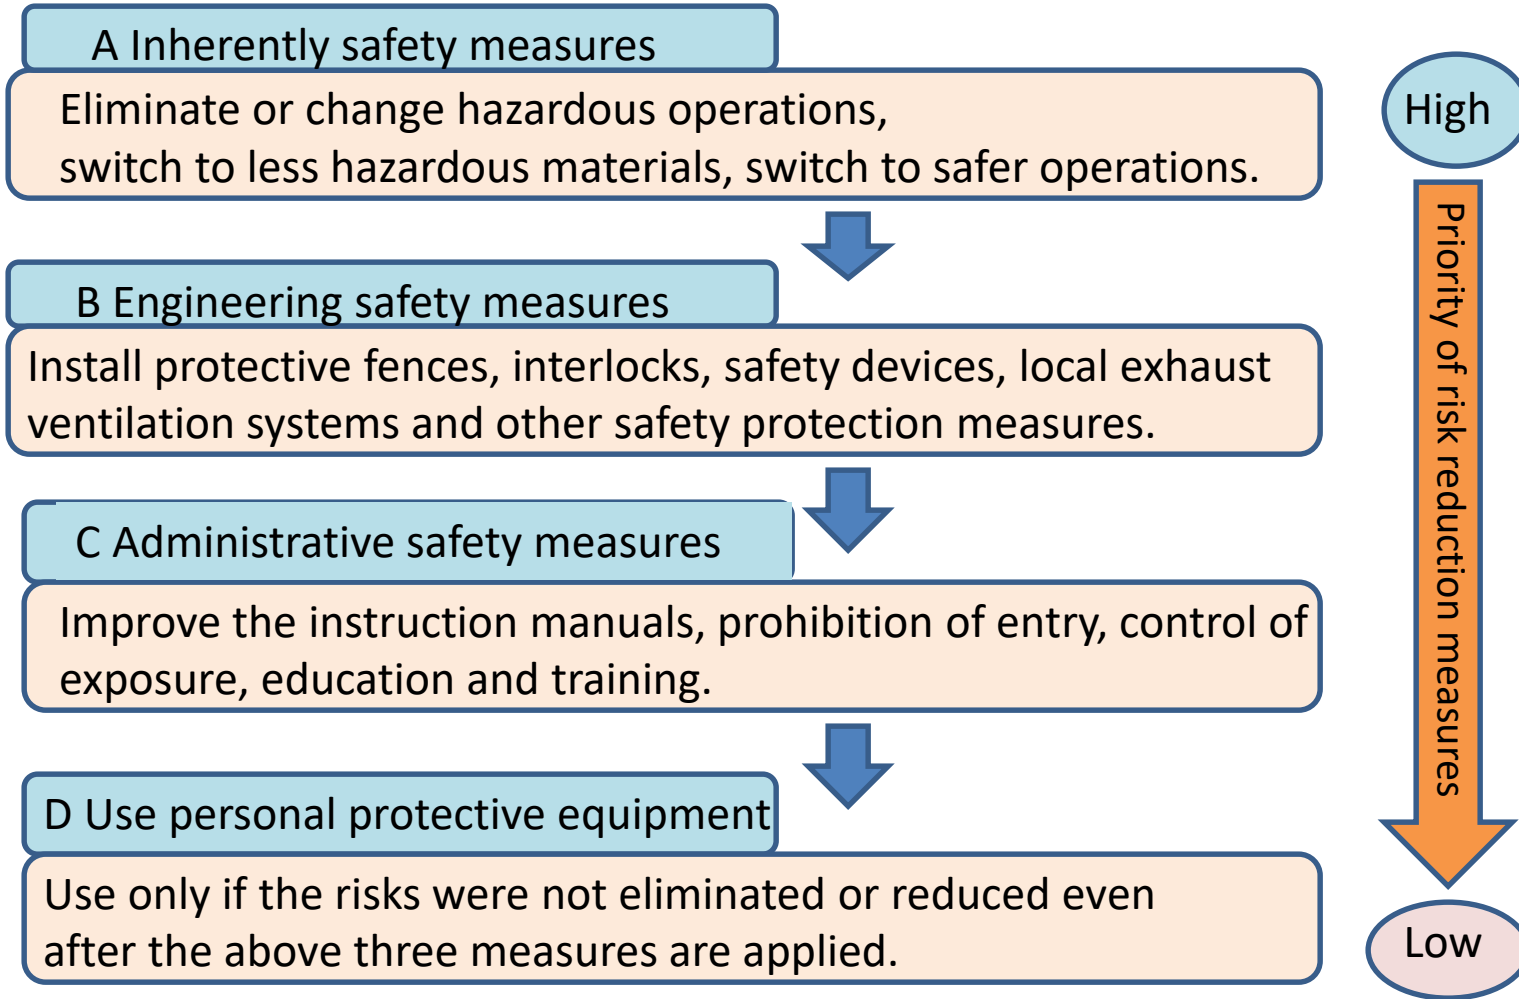 A Inherently safety measures
Eliminate or change hazardous operations,
switch to less hazardous materials, switch to safer operations.
B Engineering safety measures
Install protective fences, interlocks, safety devices, local exhaust
ventilation systems and other safety protection measures.
C Administrative safety measures
Improve the instruction manuals, prohibition of entry, control of
exposure, education and training.
D Use personal protective equipment
Use only if the risks were not eliminated or reduced even
after the above three measures are applied.
High
Priority of risk reduction measures
Low